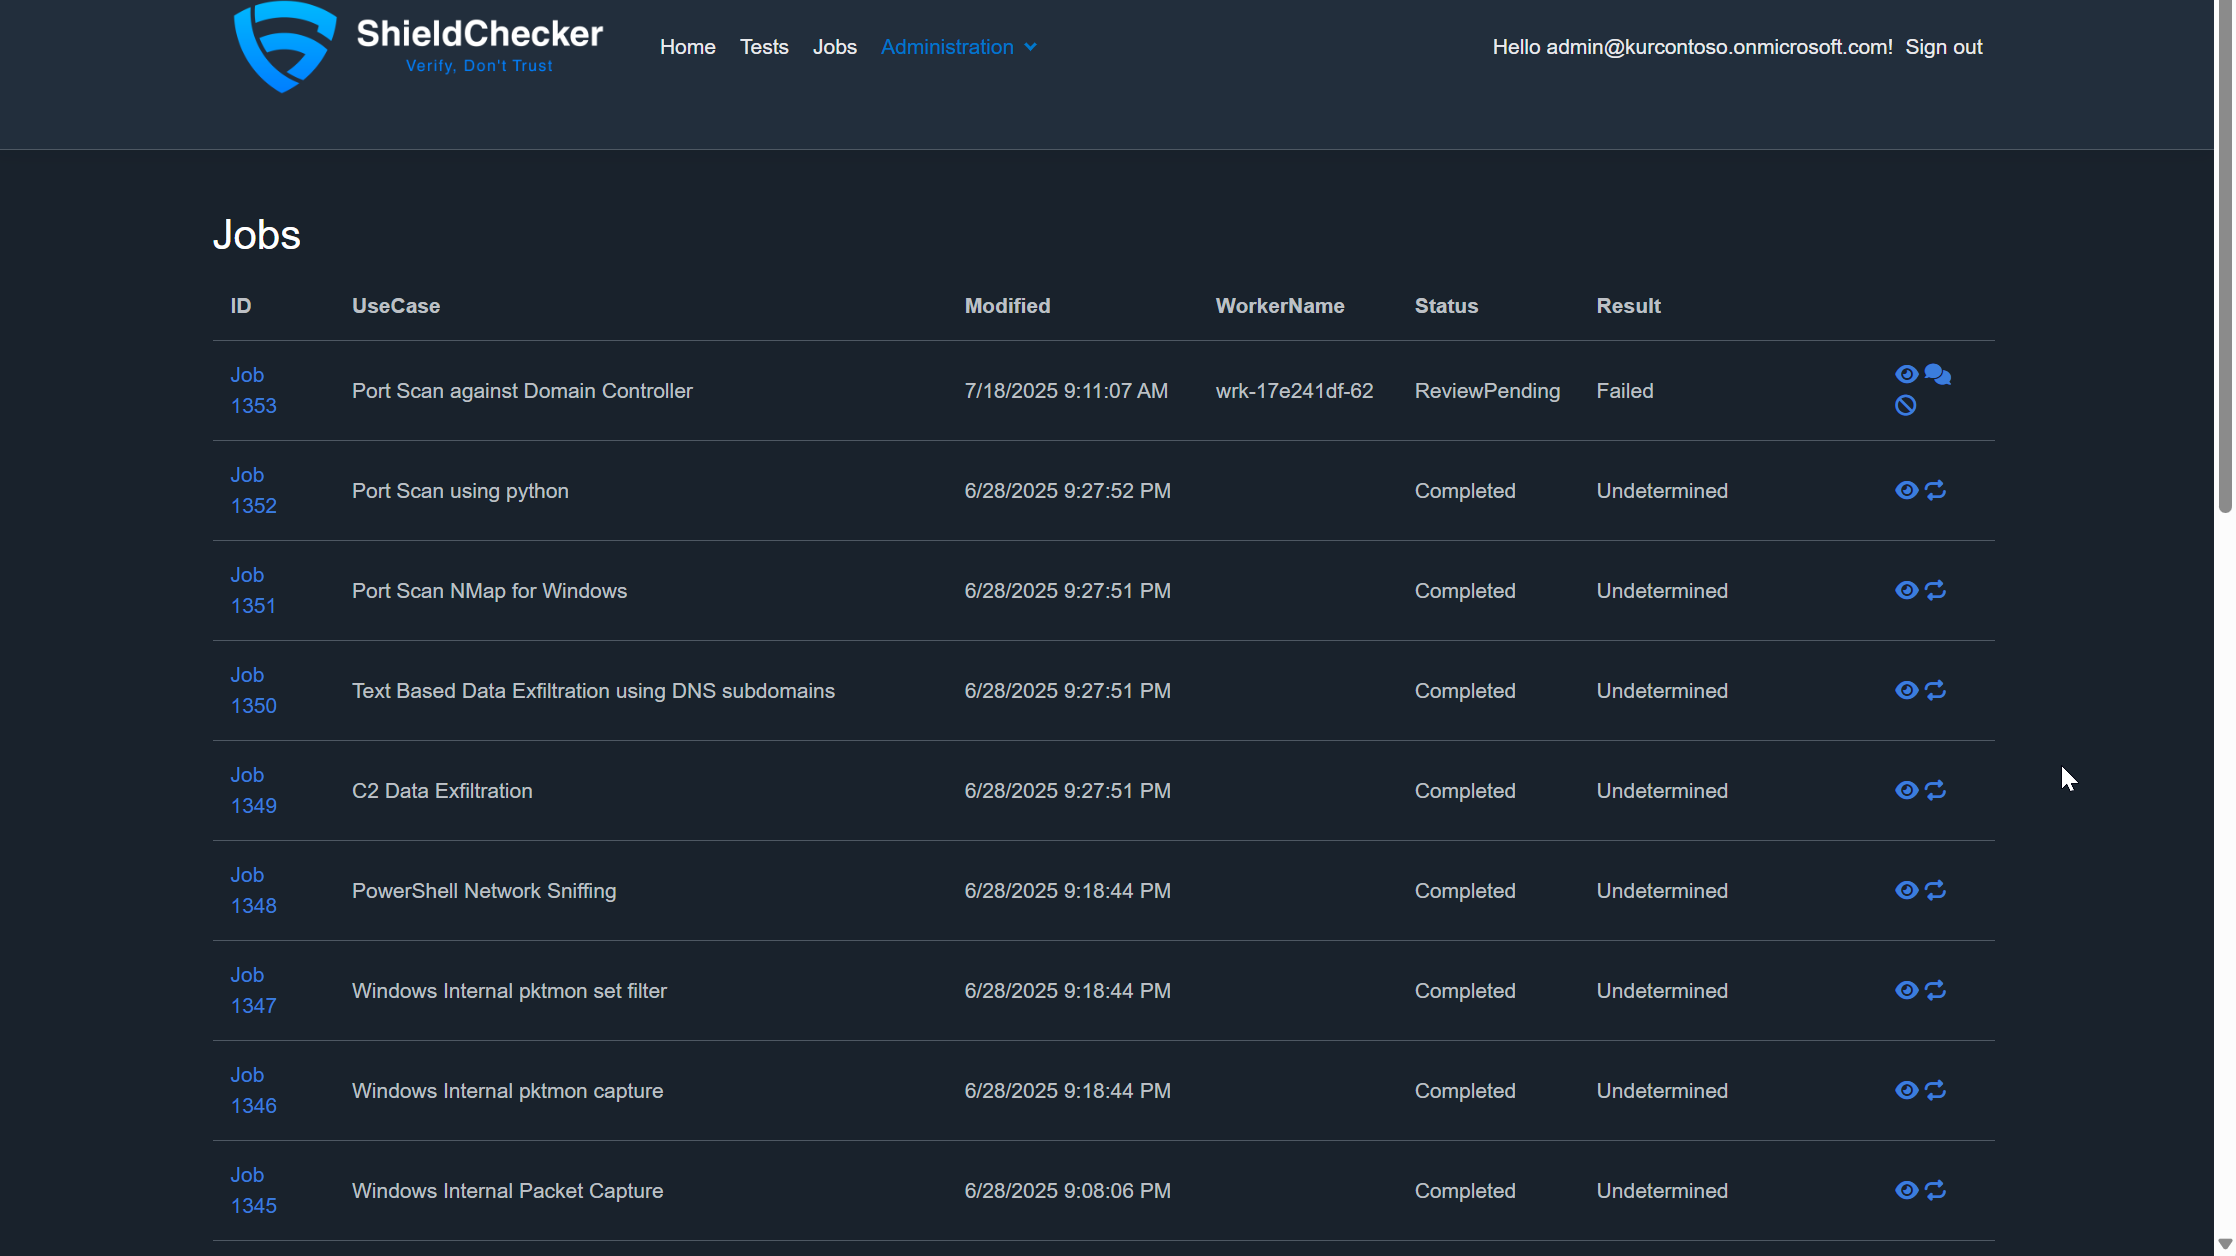 ShieldChecker
Verify, Don't Trust
Home Tests Jobs Administration
Hello admin@kurcontoso.onmicrosoft.com! Sign out
Jobs
ID UseCase Modified WorkerName Status Result
Job 1353 Port Scan against Domain Controller 7/18/2025 9:11:07 AM wrk-17e241df-62 ReviewPending Failed
Job 1352 Port Scan using python 6/28/2025 9:27:52 PM Completed Undetermined
Job 1351 Port Scan NMap for Windows 6/28/2025 9:27:51 PM Completed Undetermined
Job 1350 Text Based Data Exfiltration using DNS subdomains 6/28/2025 9:27:51 PM Completed Undetermined
Job 1349 C2 Data Exfiltration 6/28/2025 9:27:51 PM Completed Undetermined
Job 1348 PowerShell Network Sniffing 6/28/2025 9:18:44 PM Completed Undetermined
Job 1347 Windows Internal pktmon set filter 6/28/2025 9:18:44 PM Completed Undetermined
Job 1346 Windows Internal pktmon capture 6/28/2025 9:18:44 PM Completed Undetermined
Job 1345 Windows Internal Packet Capture 6/28/2025 9:08:06 PM Completed Undetermined